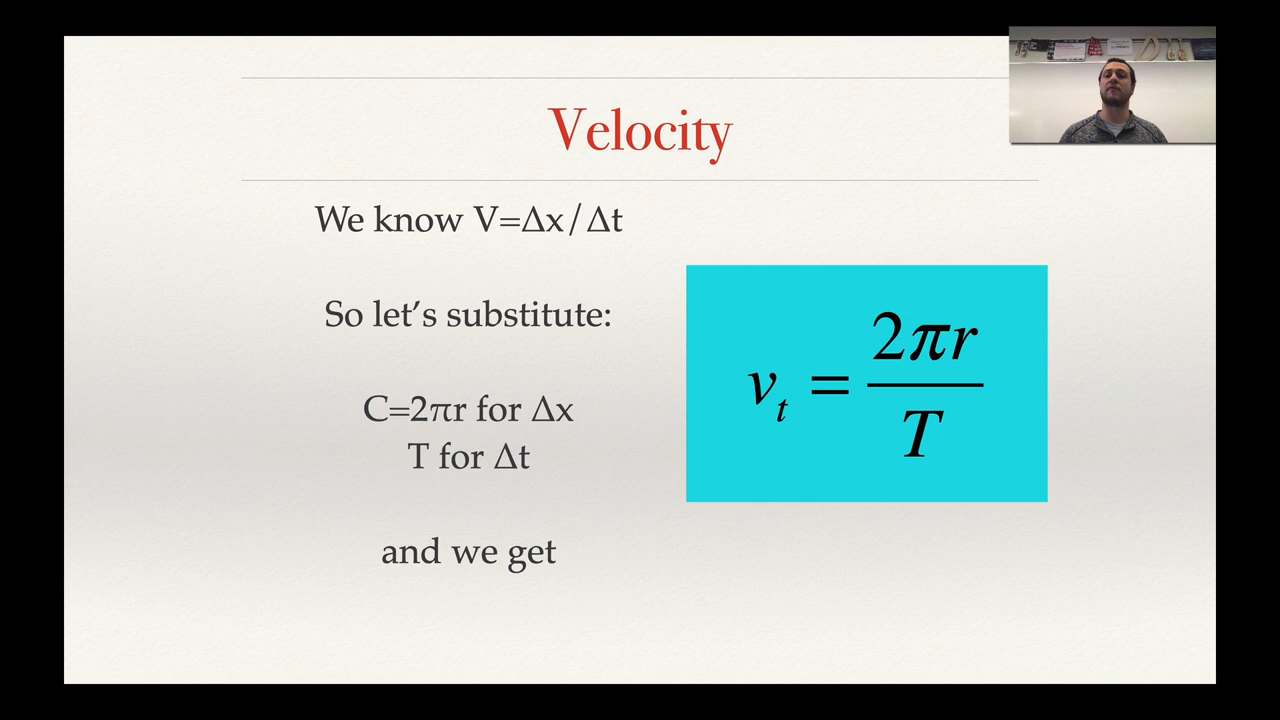 Velocity
We know V=Δx/Δt
So let's substitute:
C=2πr for Δx
T for Δt
and we get
v_t = 2πr / T